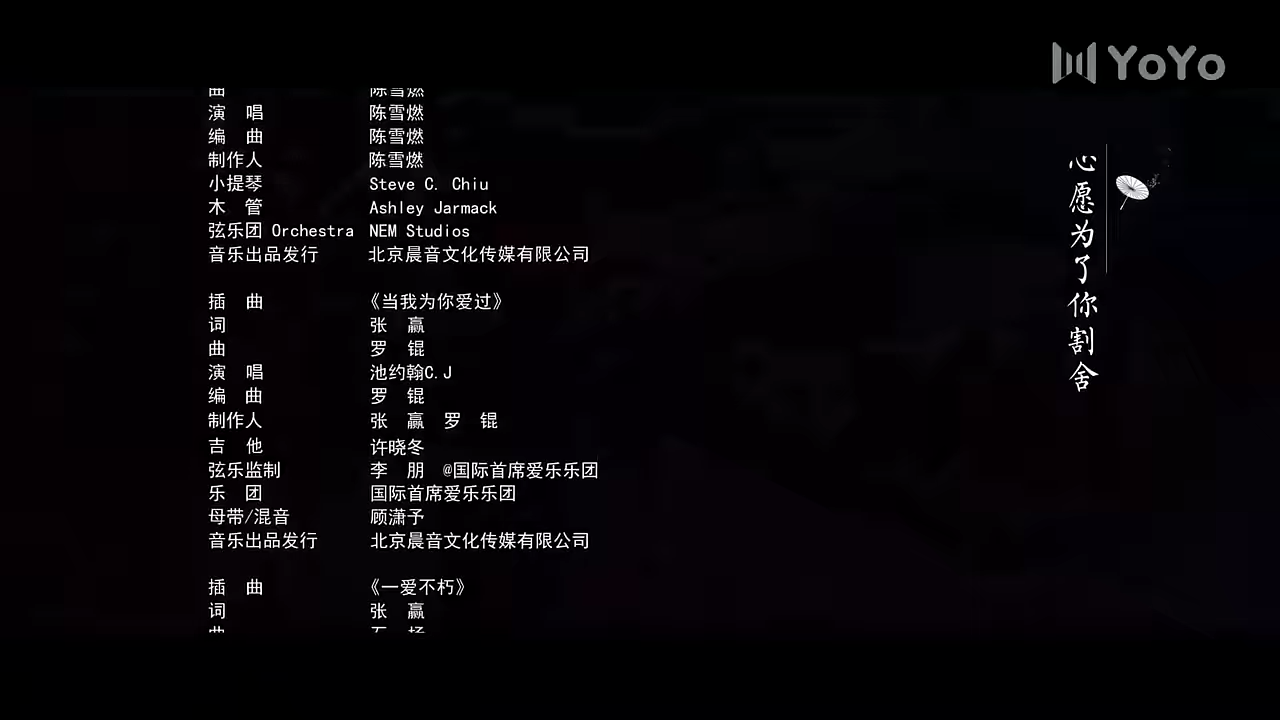 YoYo
曲 陈雪燃
演 唱 陈雪燃
编 曲 陈雪燃
制作人 陈雪燃
小提琴 Steve C. Chiu
木 管 Ashley Jarmack
弦乐团 Orchestra NEM Studios
音乐出品发行 北京晨音文化传媒有限公司
插 曲 《当我为你爱过》
词 张 赢
曲 罗 锟
演 唱 池约翰C.J
编 曲 罗 锟
制作人 张 赢 罗 锟
吉 他 许晓冬
弦乐监制 李 朋 @国际首席爱乐乐团
乐 团 国际首席爱乐乐团
母带/混音 顾潇予
音乐出品发行 北京晨音文化传媒有限公司
插 曲 《一爱不朽》
词 张 赢
心愿为了你割舍